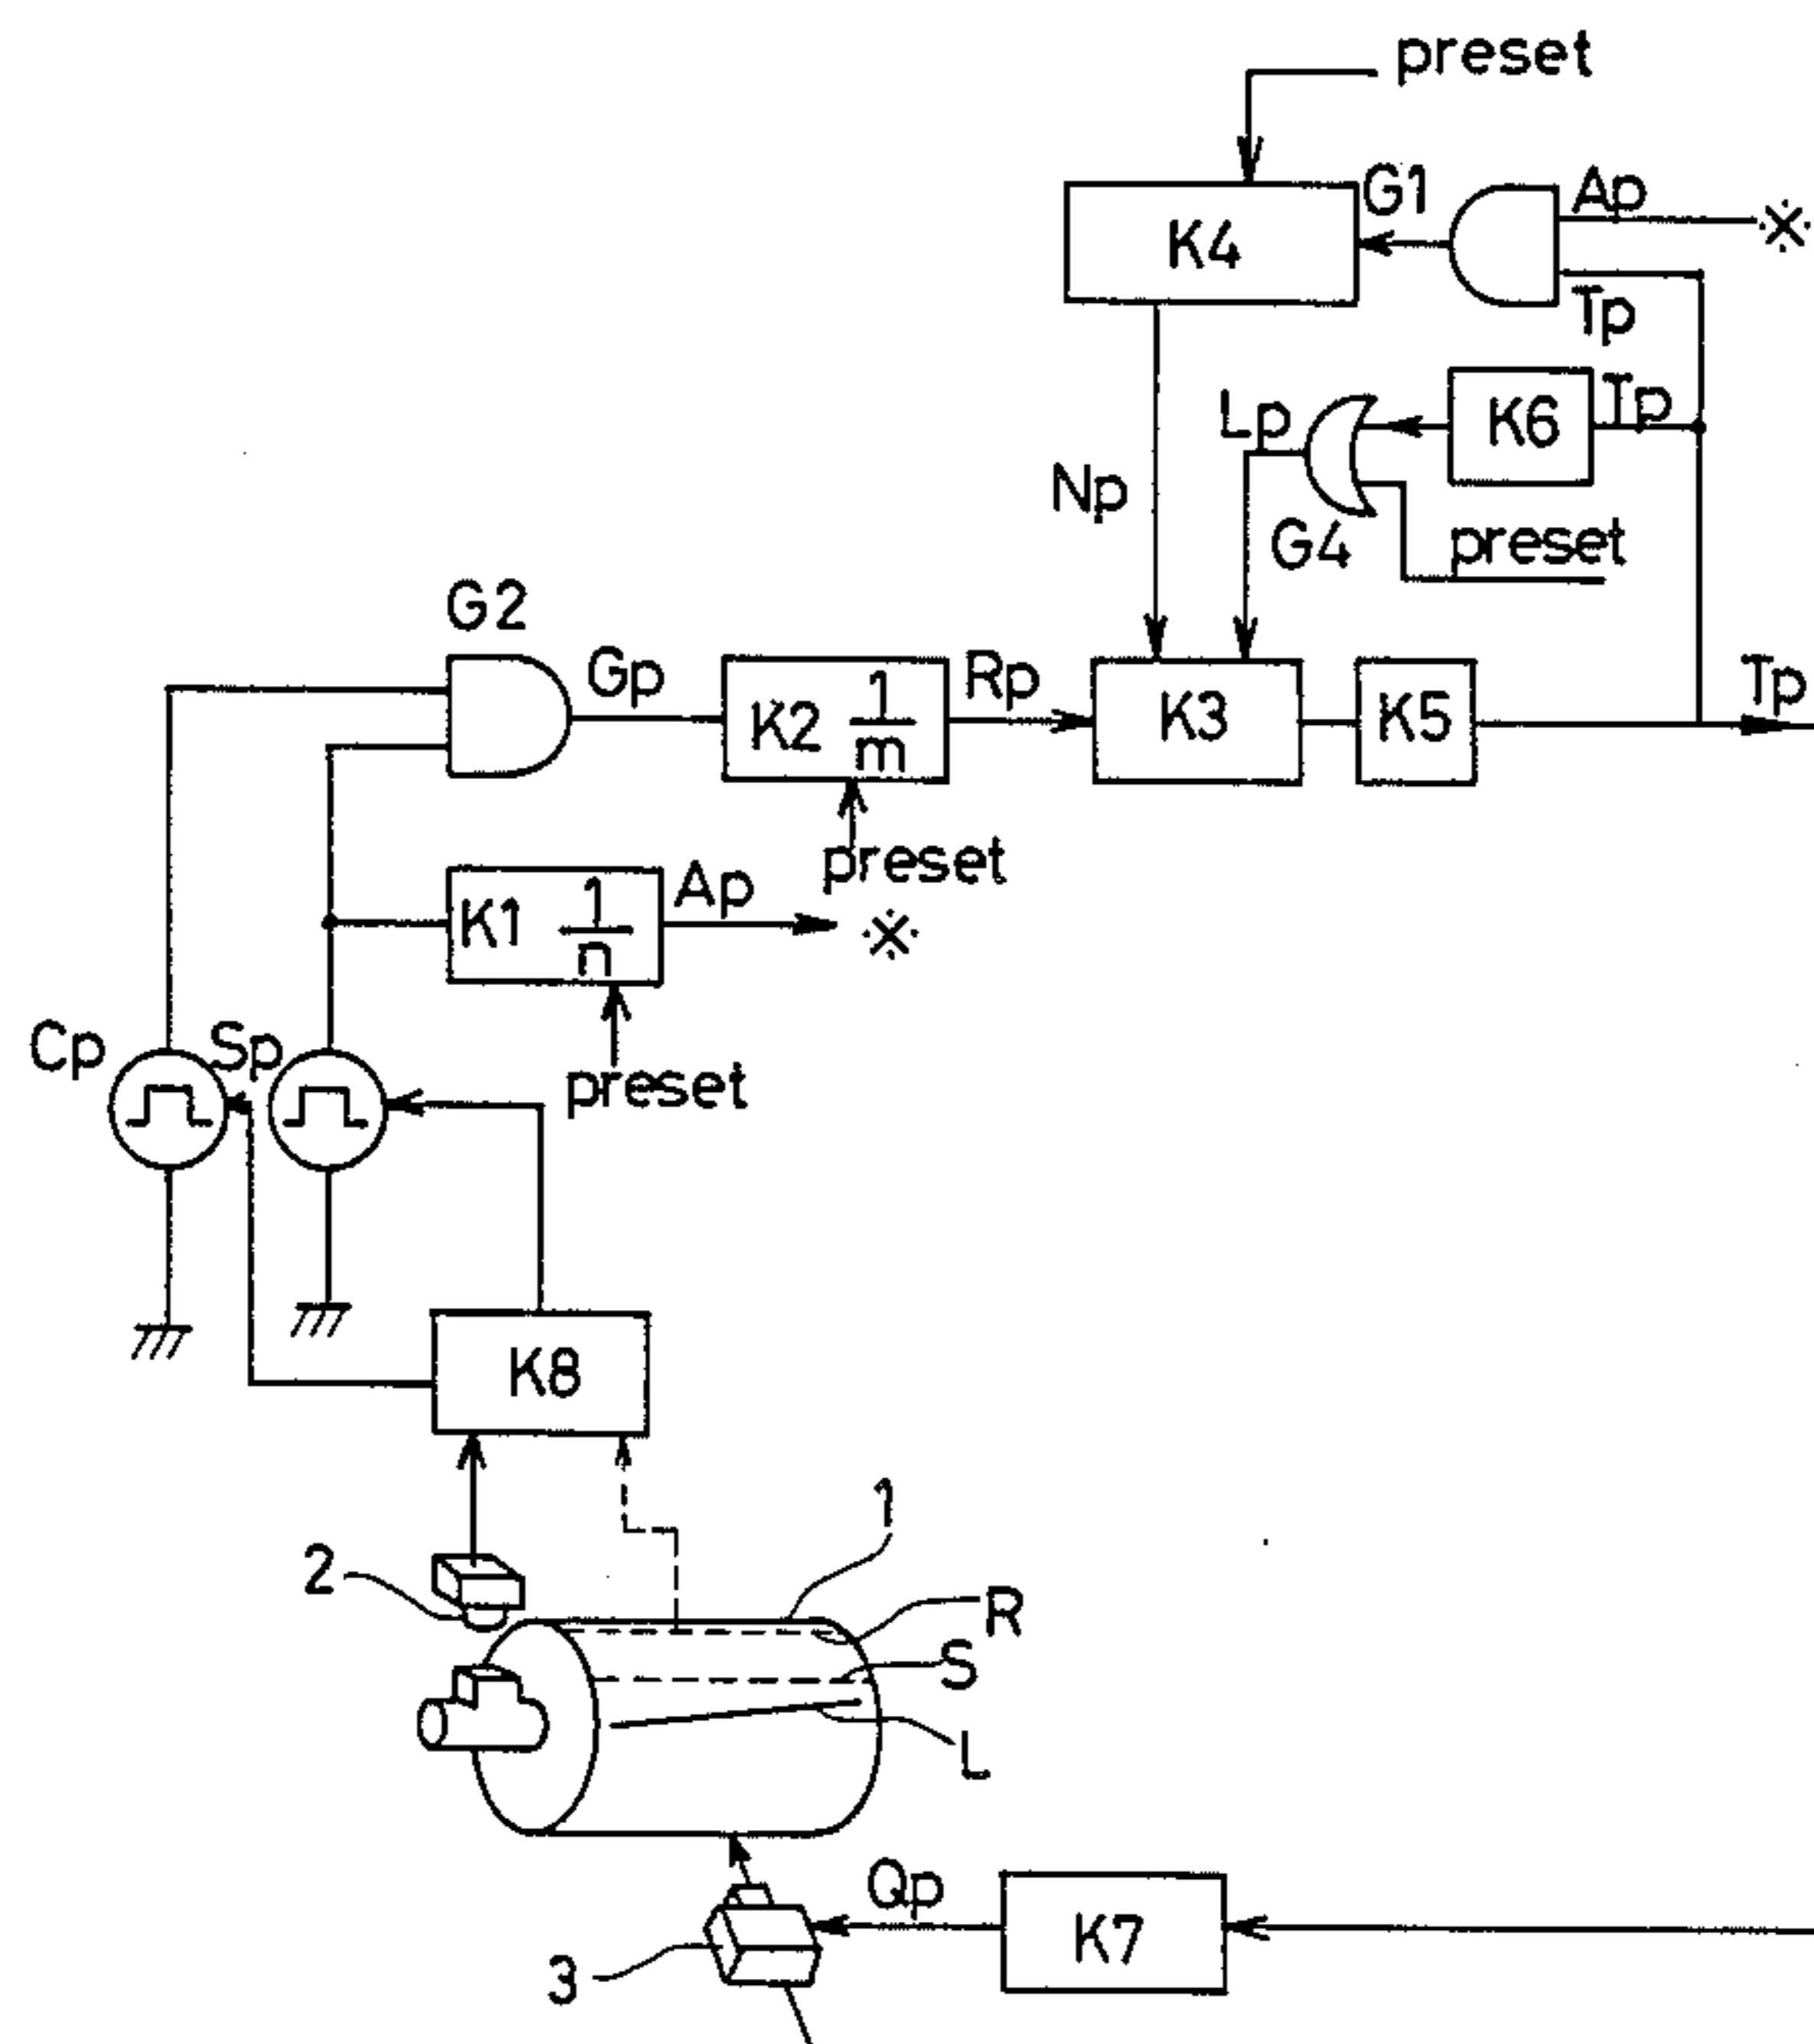 preset
G1
Ap
※
K4
Tp
Tp
K6
Lp
Np
G4
preset
G2
Gp
K2 1/m
Rp
K3
K5
Tp
preset
K1 1/n
Ap
※
preset
Cp
Sp
K8
1
2
R
S
L
Qp
K7
3